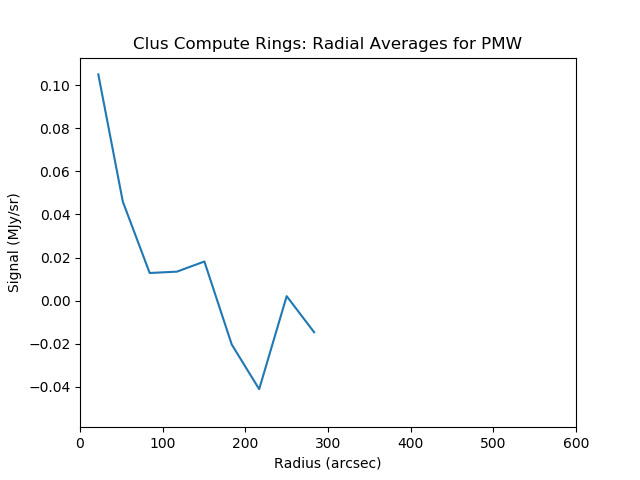 Clus Compute Rings: Radial Averages for PMW
Signal (MJy/sr)
0.10
0.08
0.06
0.04
0.02
0.00
−0.02
−0.04
0 100 200 300 400 500 600
Radius (arcsec)